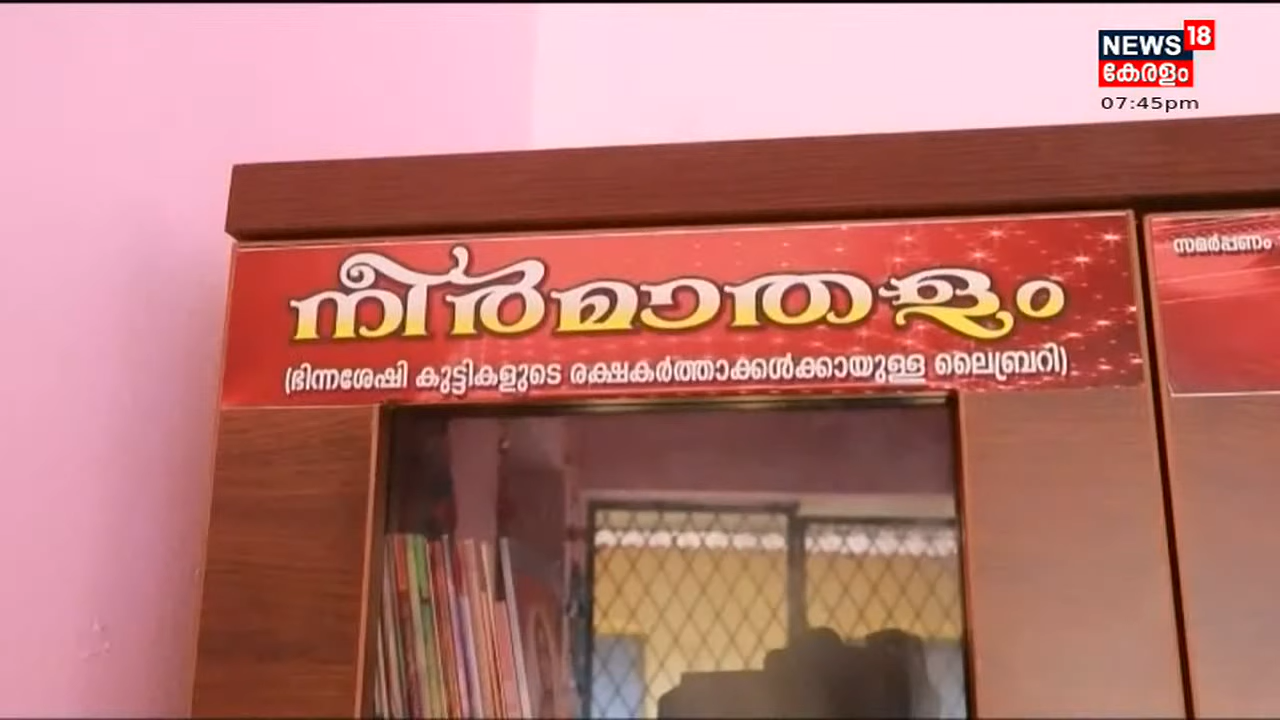 NEWS 18
കേരളം
07:45pm
നീർമാതളം
(ഭിന്നശേഷി കുട്ടികളുടെ രക്ഷകർത്താക്കൾക്കായുള്ള ലൈബ്രറി)
സമർപ്പണം